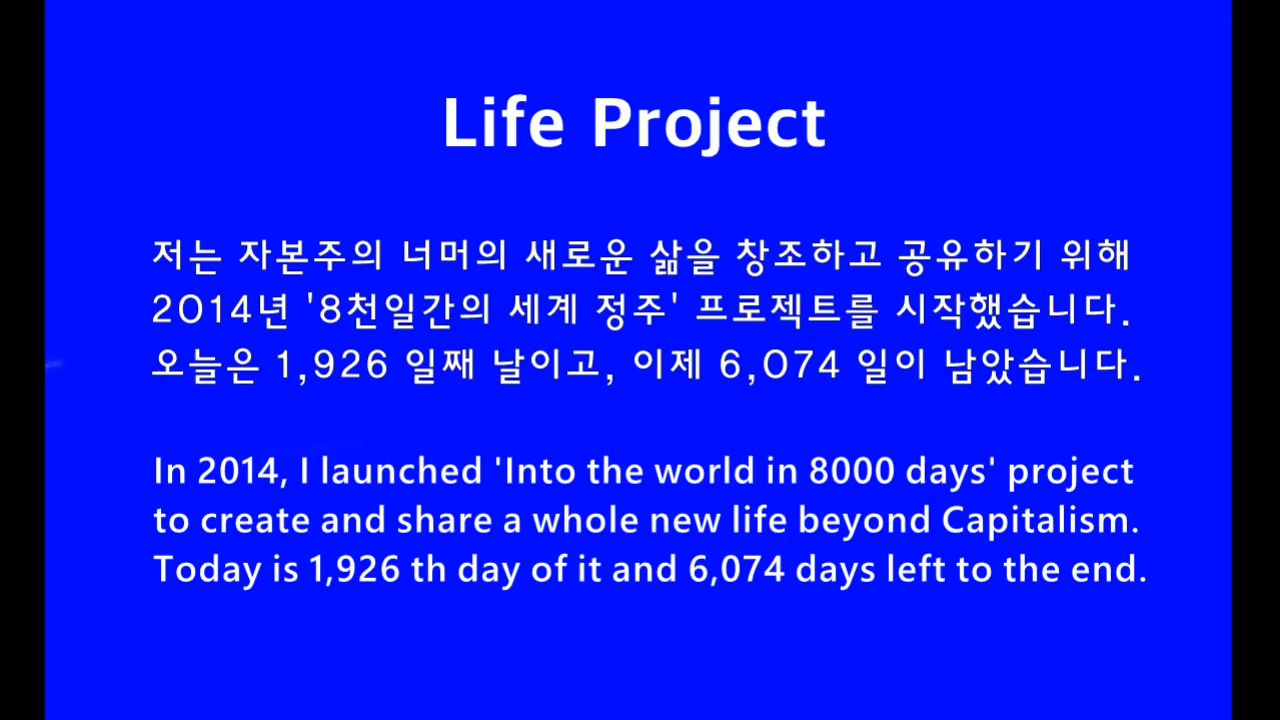 Life Project
저는 자본주의 너머의 새로운 삶을 창조하고 공유하기 위해
2014년 '8천일간의 세계 정주' 프로젝트를 시작했습니다.
오늘은 1,926 일째 날이고, 이제 6,074 일이 남았습니다.
In 2014, I launched 'Into the world in 8000 days' project
to create and share a whole new life beyond Capitalism.
Today is 1,926 th day of it and 6,074 days left to the end.